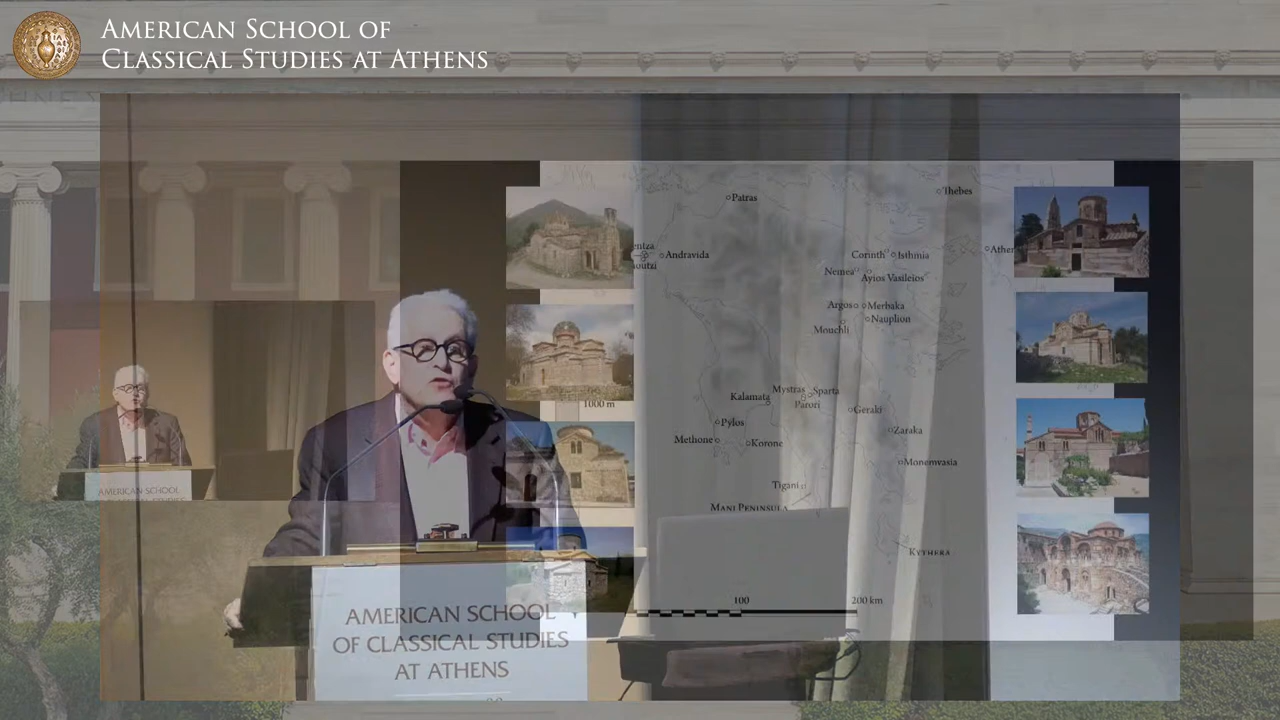 AMERICAN SCHOOL OF
CLASSICAL STUDIES AT ATHENS
Patras
Thebes
Andravida
Corinth
Isthmia
Nemea
Ayios Vasileios
Argos
Merbaka
Nauplion
Mouchli
Mystras
Sparta
Kalamata
Parori
1000 m
Geraki
Pylos
Zaraka
Methone
Korone
Monemvasia
Tigani
MANI PENINSULA
KYTHERA
100
200 km
AMERICAN SCHOOL
AMERICAN SCHOOL
OF CLASSICAL STUDIES
AT ATHENS